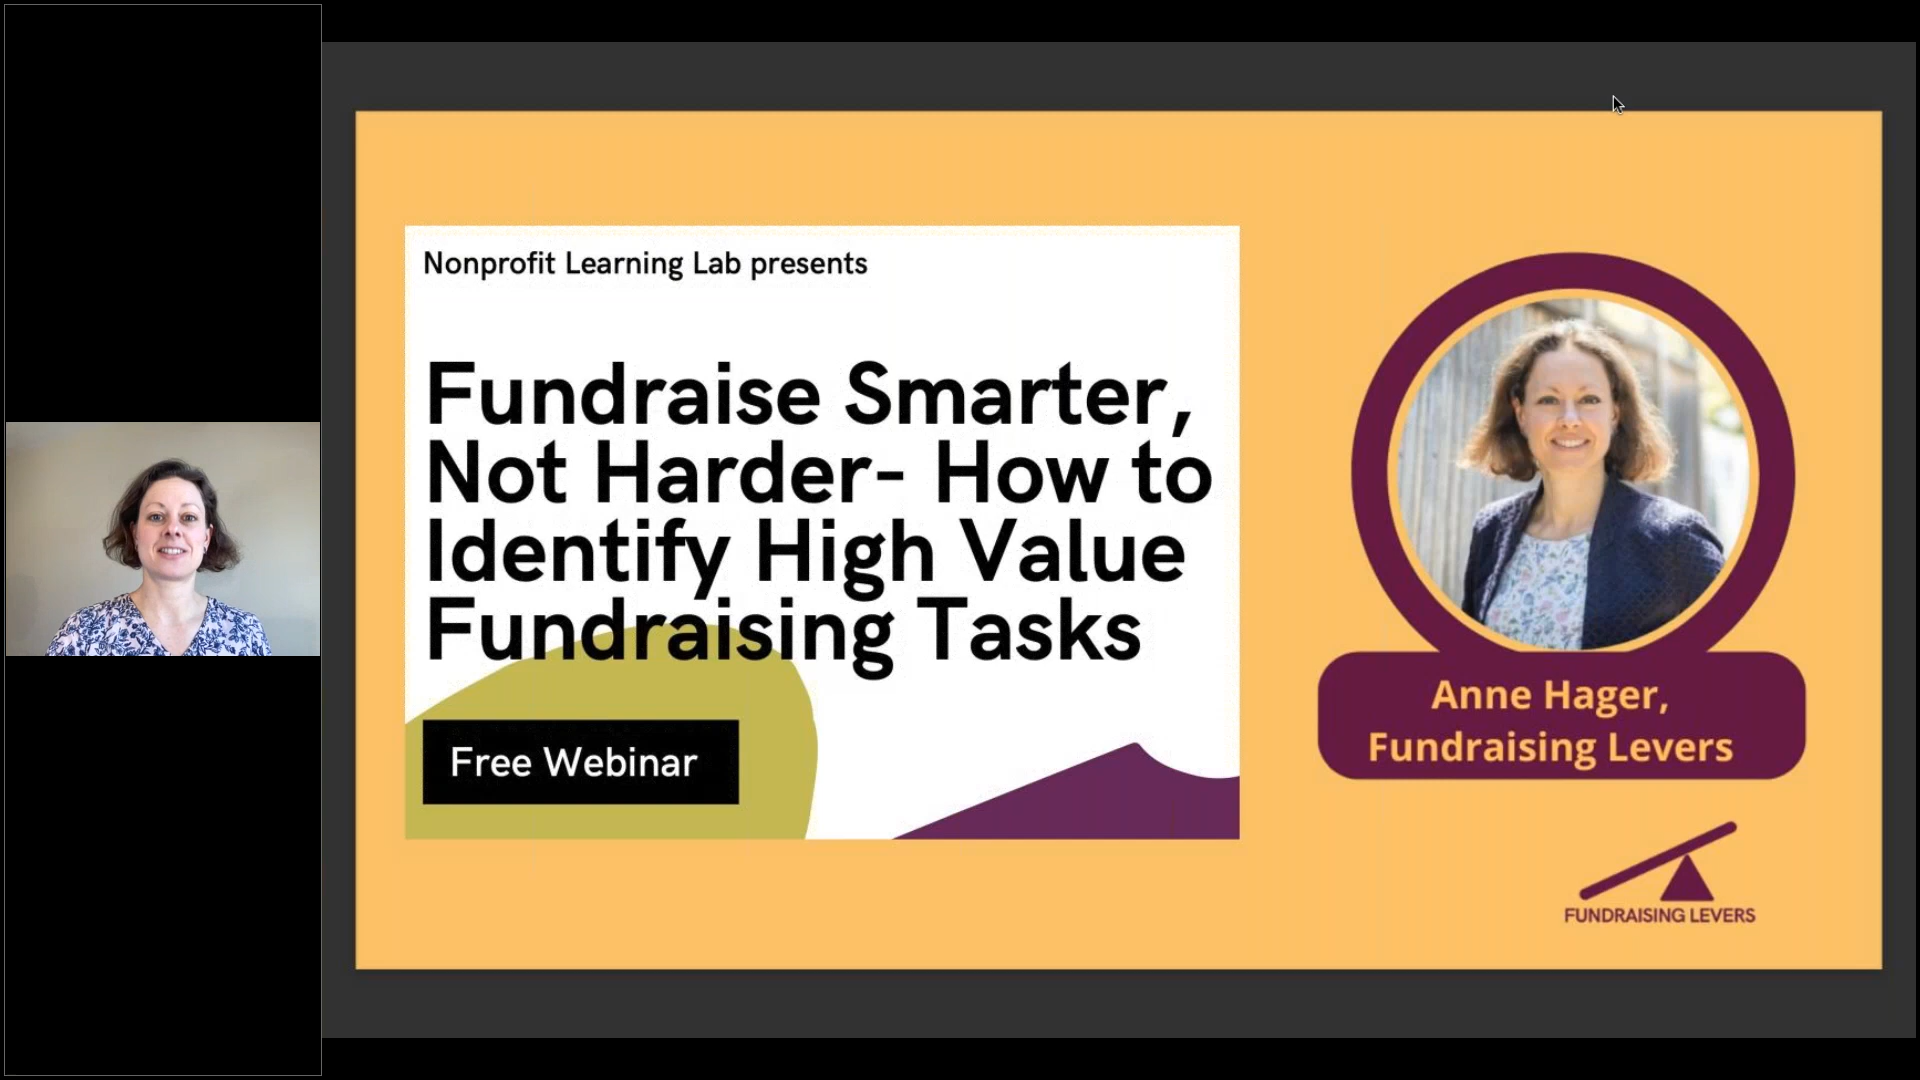 Nonprofit Learning Lab presents
Fundraise Smarter,
Not Harder- How to
Identify High Value
Fundraising Tasks
Free Webinar
Anne Hager,
Fundraising Levers
FUNDRAISING LEVERS